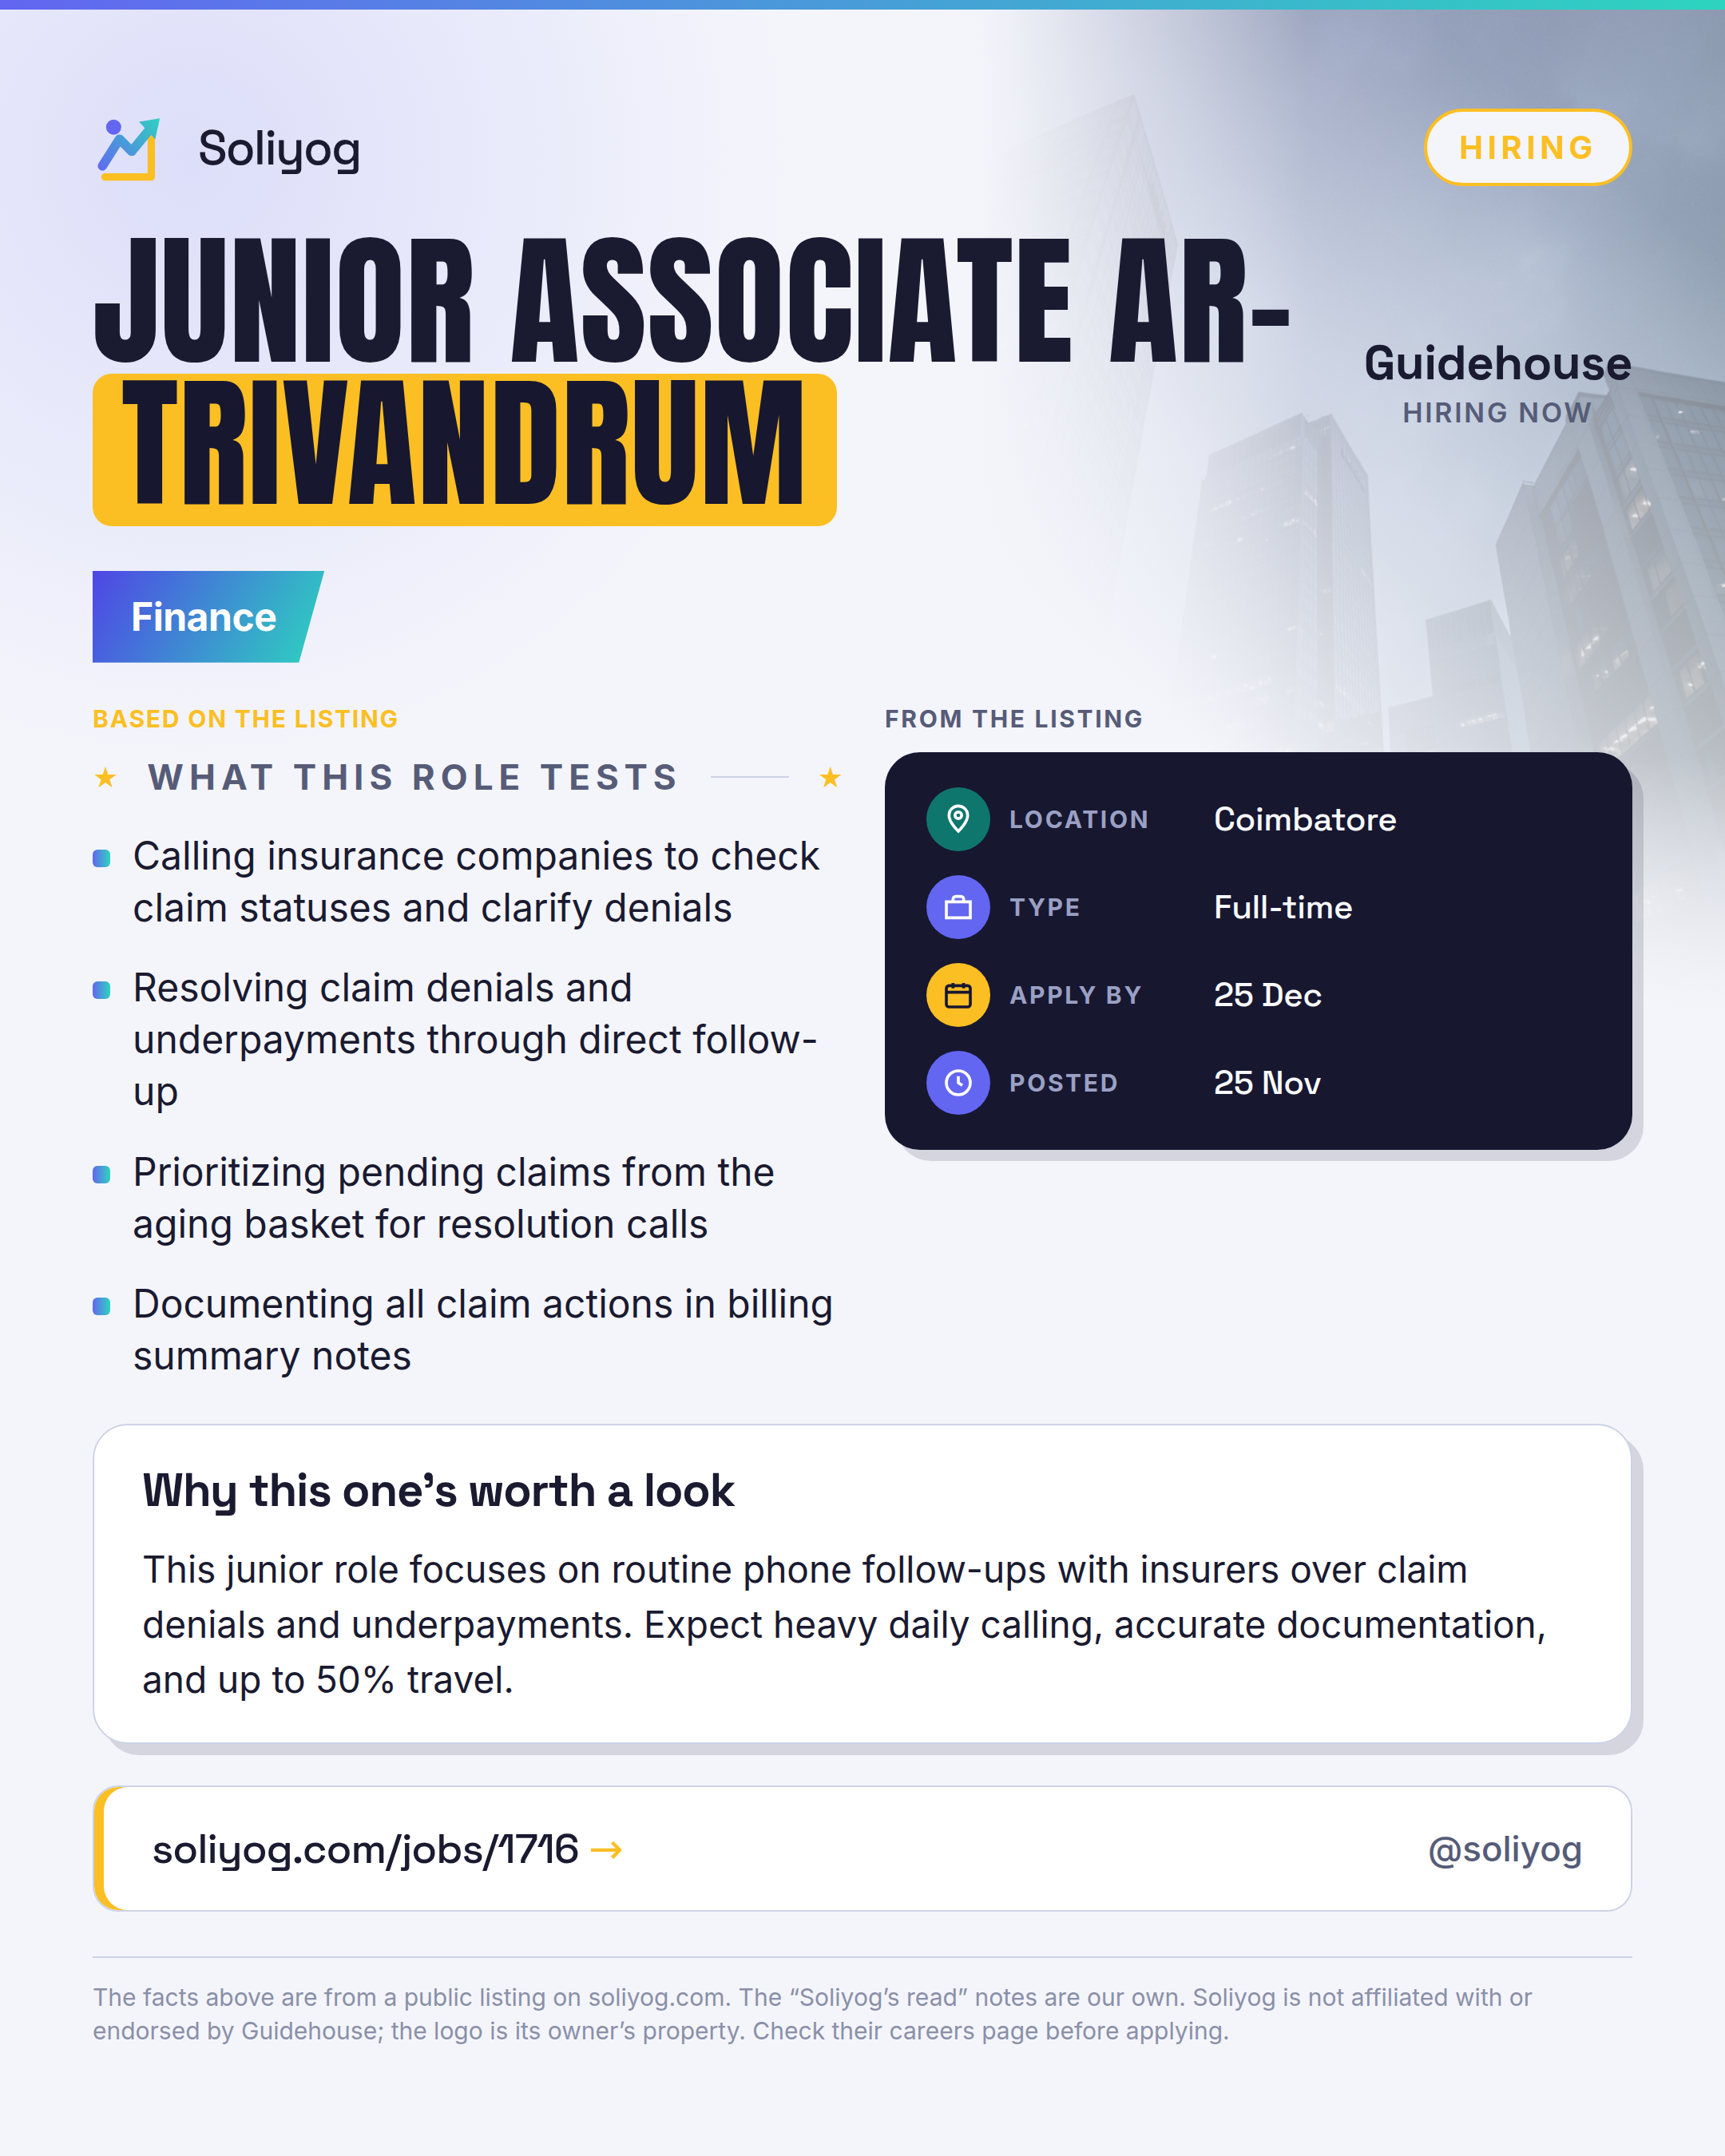 Soliyog
HIRING
JUNIOR ASSOCIATE AR-
TRIVANDRUM
Guidehouse
HIRING NOW
Finance
BASED ON THE LISTING
★ WHAT THIS ROLE TESTS ★
Calling insurance companies to check
claim statuses and clarify denials
Resolving claim denials and
underpayments through direct follow-
up
Prioritizing pending claims from the
aging basket for resolution calls
Documenting all claim actions in billing
summary notes
FROM THE LISTING
LOCATION Coimbatore
TYPE Full-time
APPLY BY 25 Dec
POSTED 25 Nov
Why this one’s worth a look
This junior role focuses on routine phone follow-ups with insurers over claim
denials and underpayments. Expect heavy daily calling, accurate documentation,
and up to 50% travel.
soliyog.com/jobs/1716 →
@soliyog
The facts above are from a public listing on soliyog.com. The “Soliyog’s read” notes are our own. Soliyog is not affiliated with or
endorsed by Guidehouse; the logo is its owner’s property. Check their careers page before applying.